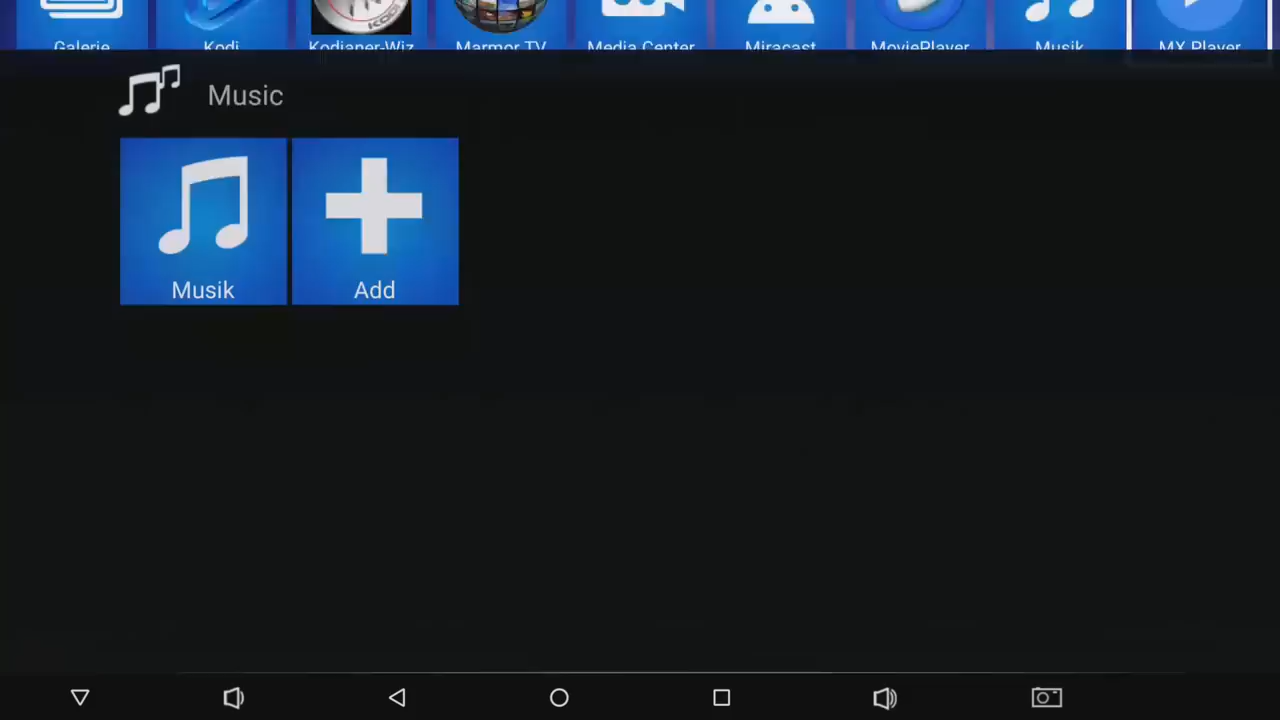 Galerie Kodi Kodianer-Wiz Marmor TV Media Center Miracast MoviePlayer Musik MX Player
Music
Musik Add